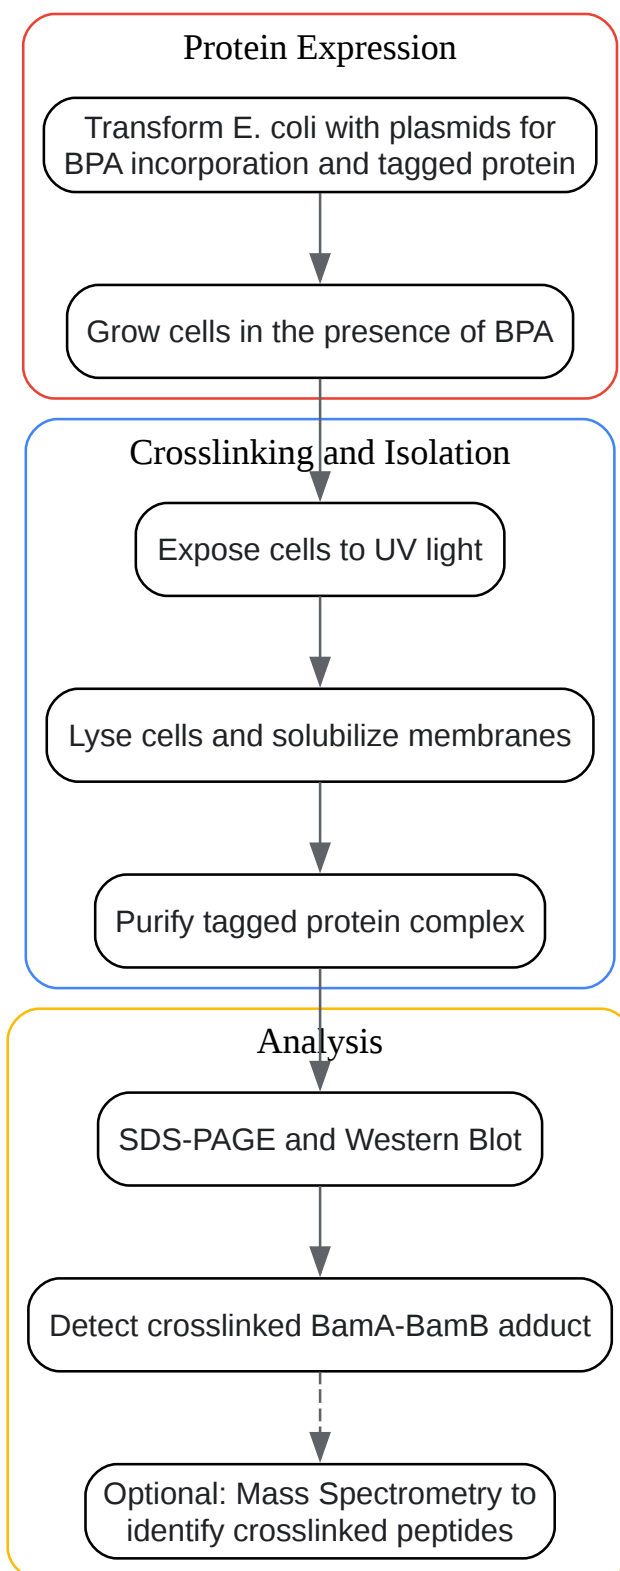 Protein Expression
Transform E. coli with plasmids for
BPA incorporation and tagged protein
Grow cells in the presence of BPA
Crosslinking and Isolation
Expose cells to UV light
Lyse cells and solubilize membranes
Purify tagged protein complex
Analysis
SDS-PAGE and Western Blot
Detect crosslinked BamA-BamB adduct
Optional: Mass Spectrometry to
identify crosslinked peptides